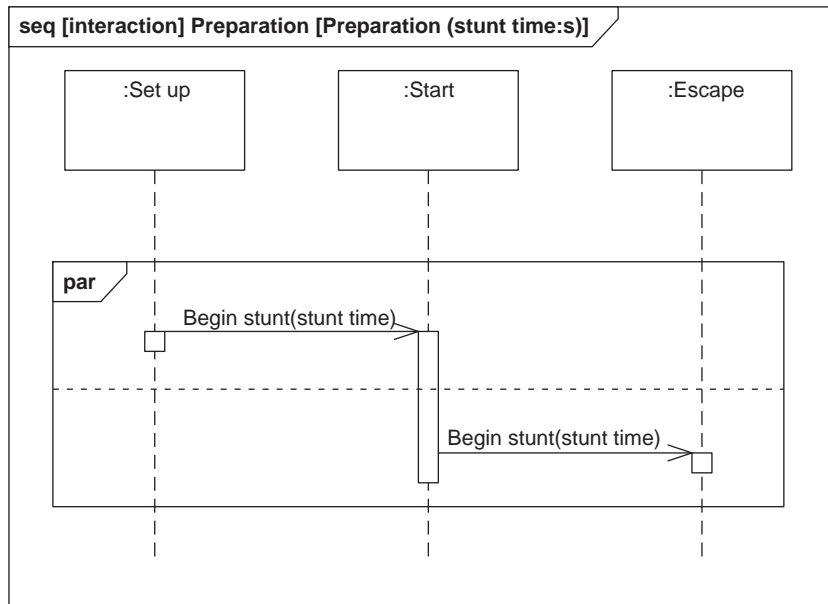 seq [interaction] Preparation [Preparation (stunt time:s)]
:Set up
:Start
:Escape
par
Begin stunt(stunt time)
Begin stunt(stunt time)